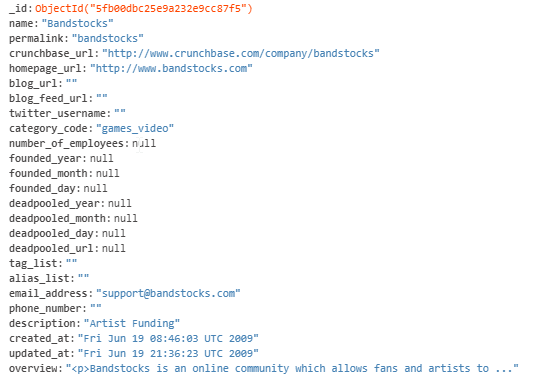 _id: ObjectId("5fb00dbc25e9a232e9cc87f5")
name: "Bandstocks"
permalink: "bandstocks"
crunchbase_url: "http://www.crunchbase.com/company/bandstocks"
homepage_url: "http://www.bandstocks.com"
blog_url: ""
blog_feed_url: ""
twitter_username: ""
category_code: "games_video"
number_of_employees: null
founded_year: null
founded_month: null
founded_day: null
deadpooled_year: null
deadpooled_month: null
deadpooled_day: null
deadpooled_url: null
tag_list: ""
alias_list: ""
email_address: "support@bandstocks.com"
phone_number: ""
description: "Artist Funding"
created_at: "Fri Jun 19 08:46:03 UTC 2009"
updated_at: "Fri Jun 19 21:36:23 UTC 2009"
overview: "<p>Bandstocks is an online community which allows fans and artists to ..."